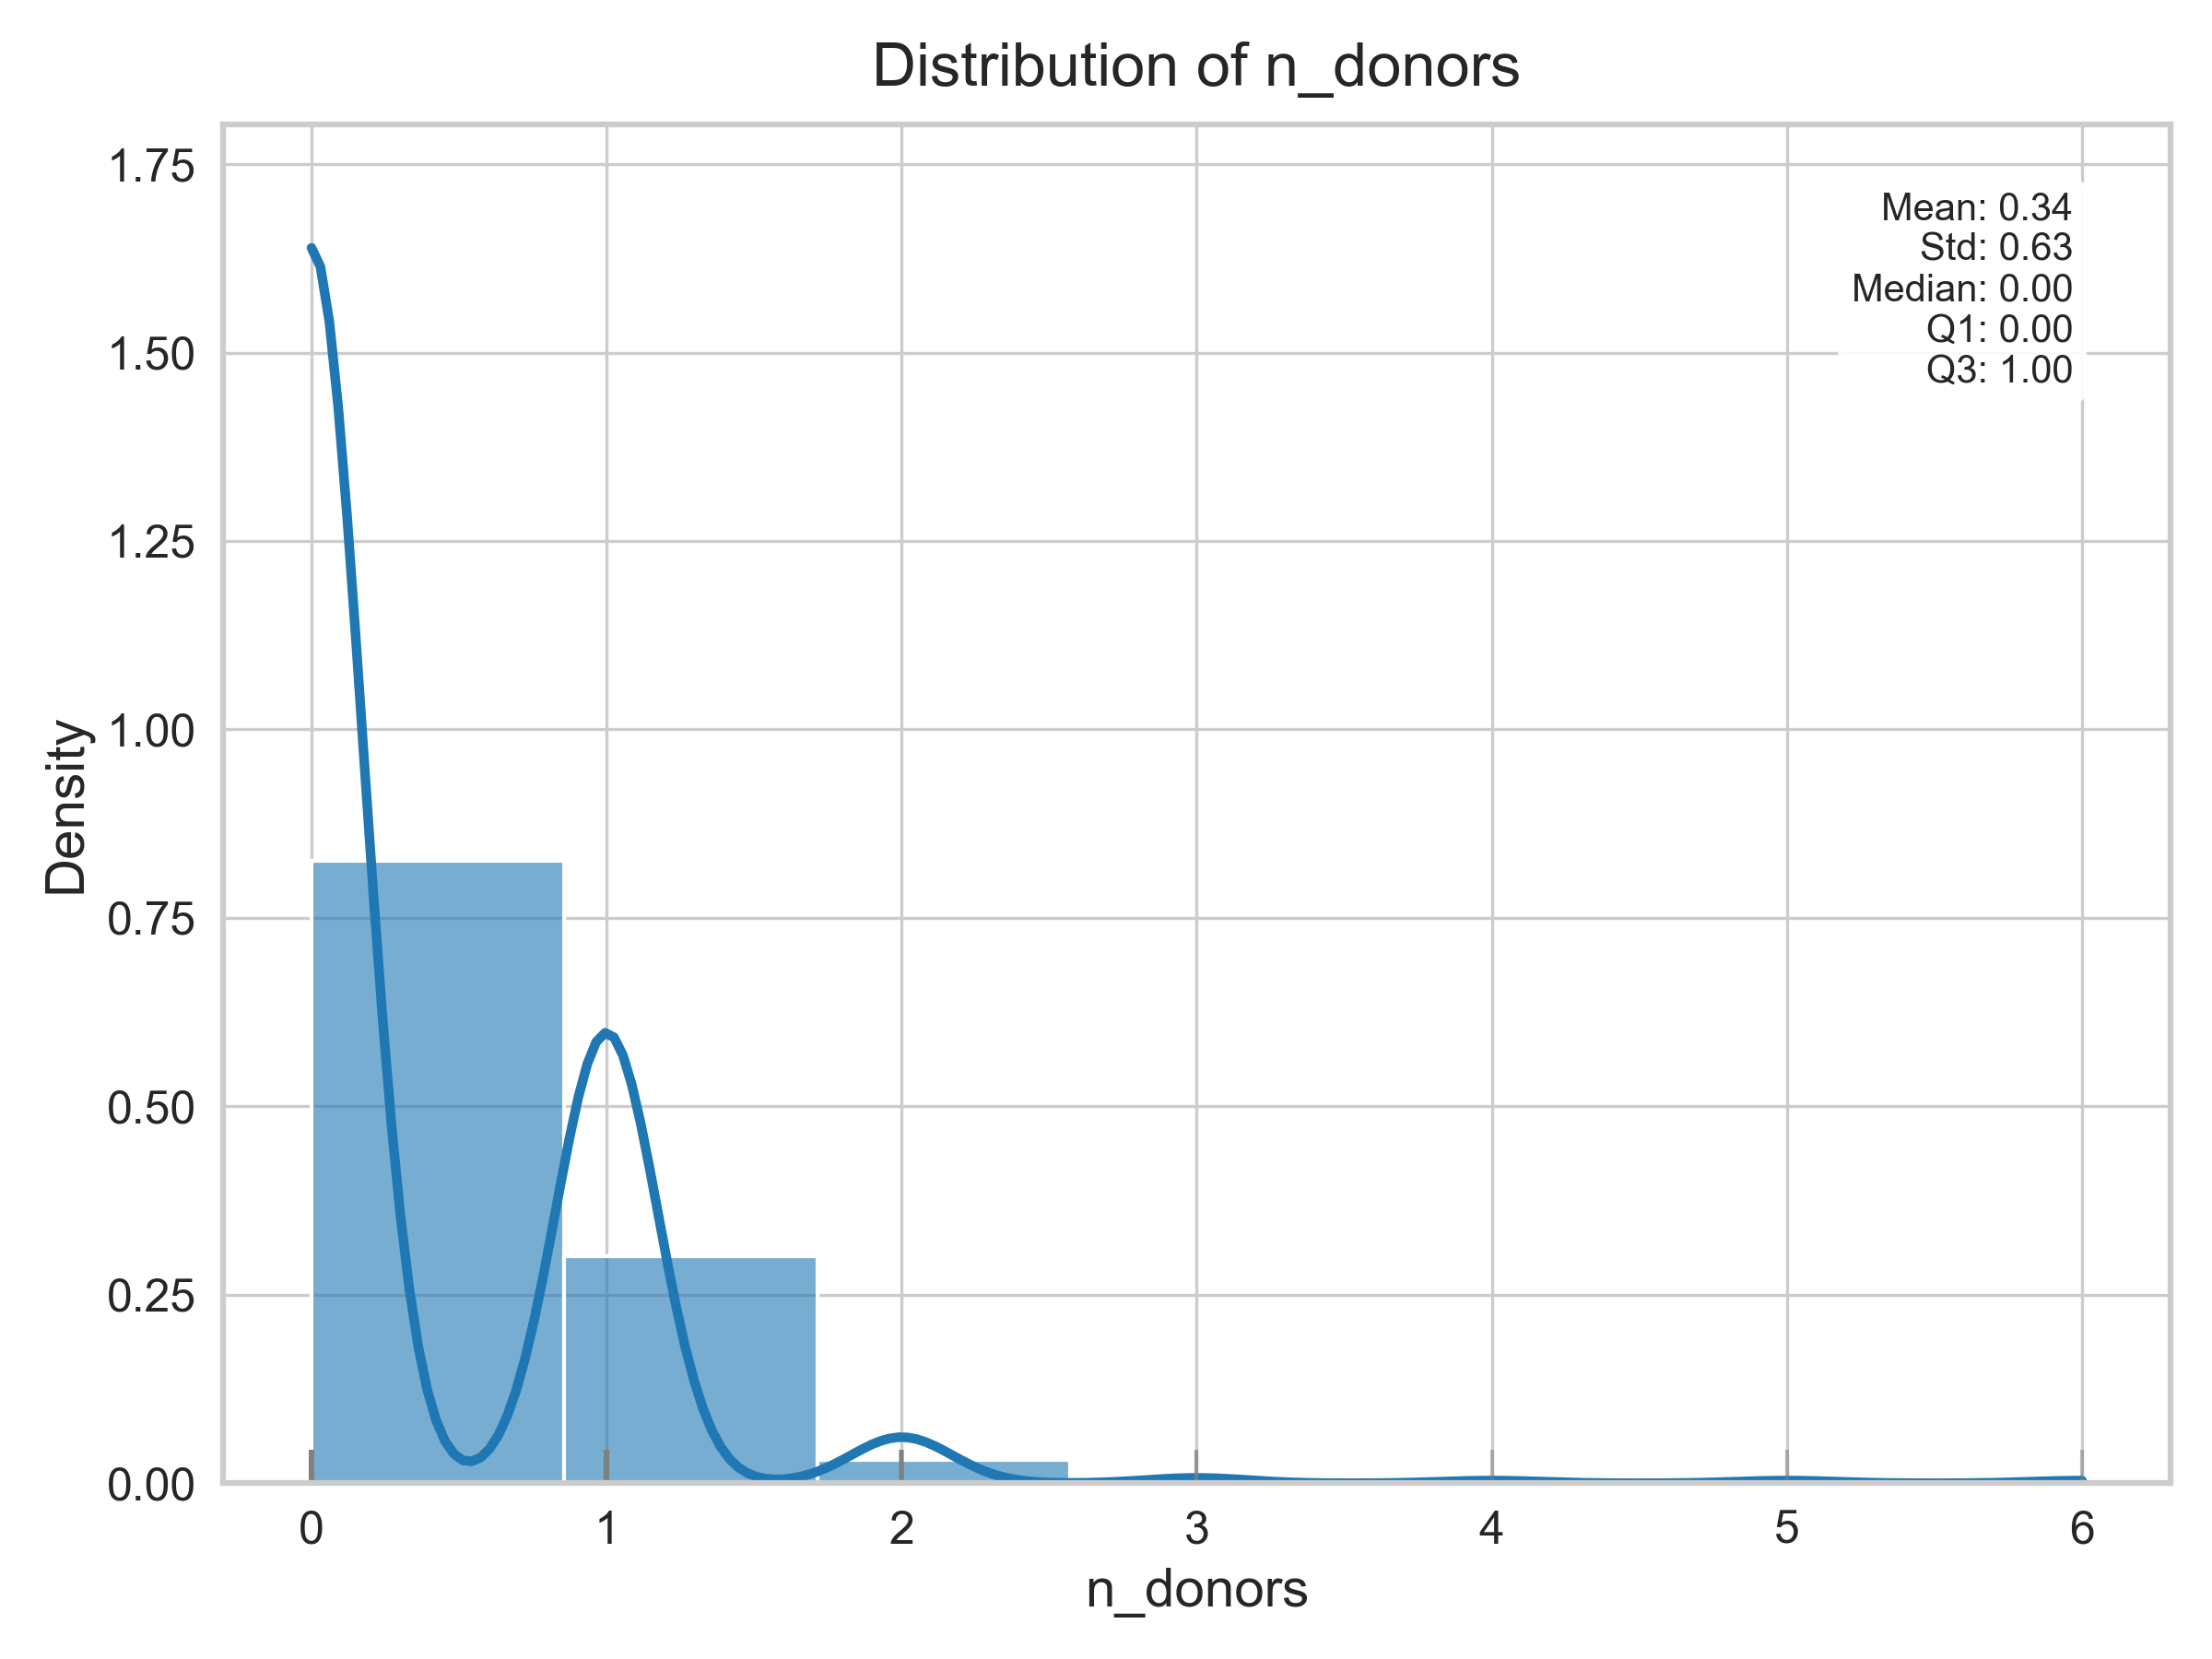 Distribution of n_donors
1.75
1.50
1.25
1.00
0.75
0.50
0.25
0.00
Density
Mean: 0.34
Std: 0.63
Median: 0.00
Q1: 0.00
Q3: 1.00
0 1 2 3 4 5 6
n_donors